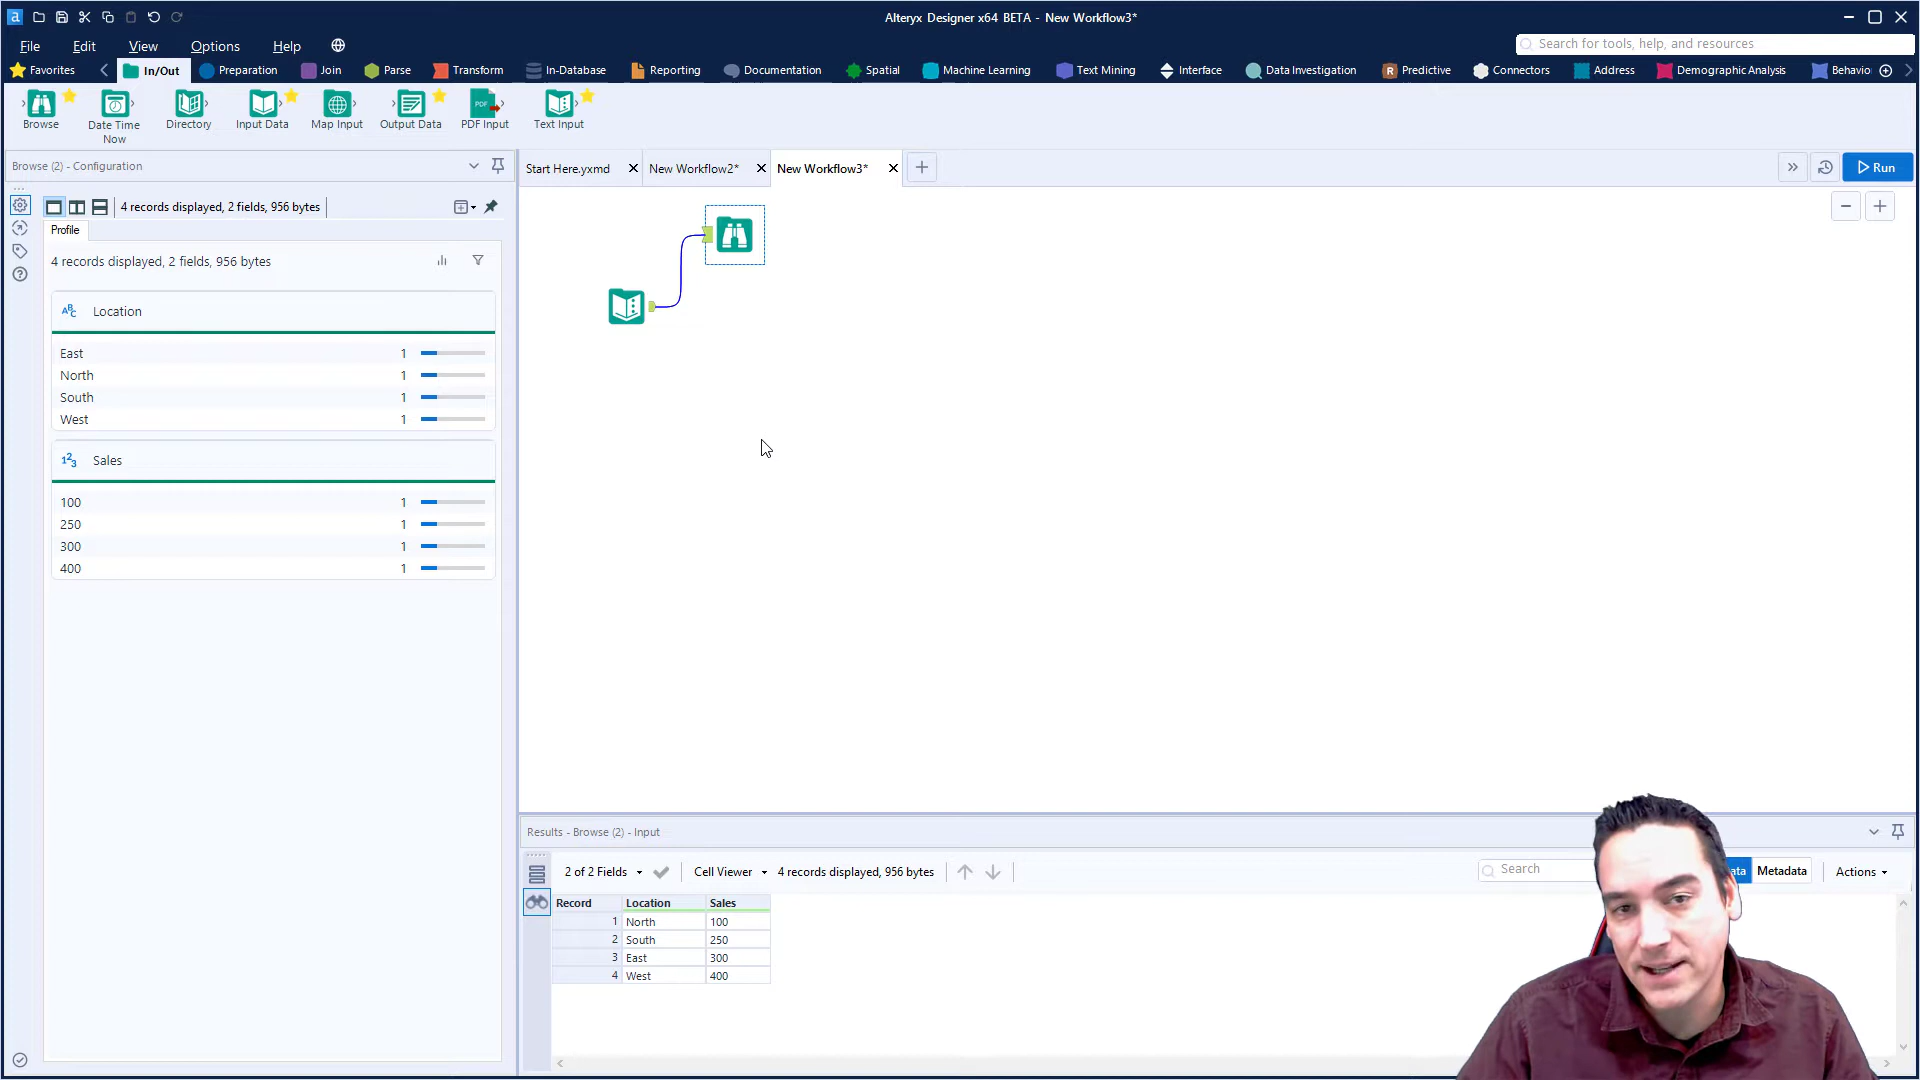 Alteryx Designer x64 BETA - New Workflow3*
File Edit View Options Help
Search for tools, help, and resources
Favorites In/Out Preparation Join Parse Transform In-Database Reporting Documentation Spatial Machine Learning Text Mining Interface Data Investigation Predictive Connectors Address Demographic Analysis Behavio
Browse Date Time Now Directory Input Data Map Input Output Data PDF Input Text Input
Browse (2) - Configuration
Start Here.yxmd New Workflow2* New Workflow3*
Run
4 records displayed, 2 fields, 956 bytes
Profile
4 records displayed, 2 fields, 956 bytes
Location
East 1
North 1
South 1
West 1
Sales
100 1
250 1
300 1
400 1
Results - Browse (2) - Input
2 of 2 Fields Cell Viewer 4 records displayed, 956 bytes Search ata Metadata Actions
Record Location Sales
1 North 100
2 South 250
3 East 300
4 West 400